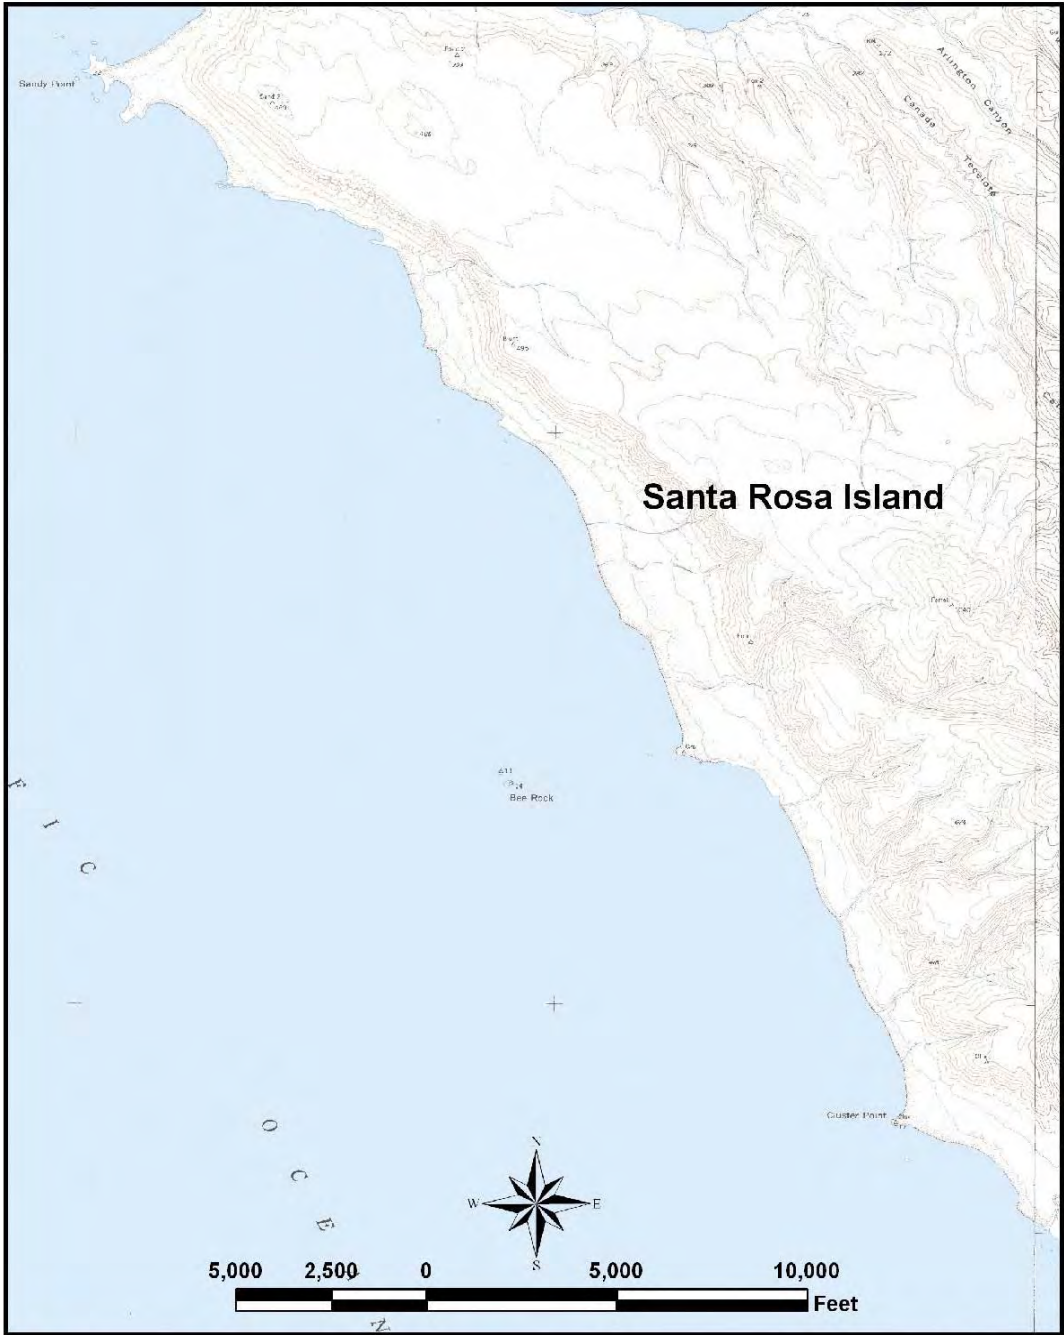 Arlington Canyon
Sandy Point
Canada
Tecolote
Santa Rosa Island
Bee Rock
F I C
Cluster Point
O C E
N
N
W
E
S
5,000 2,500 0 5,000 10,000
Feet